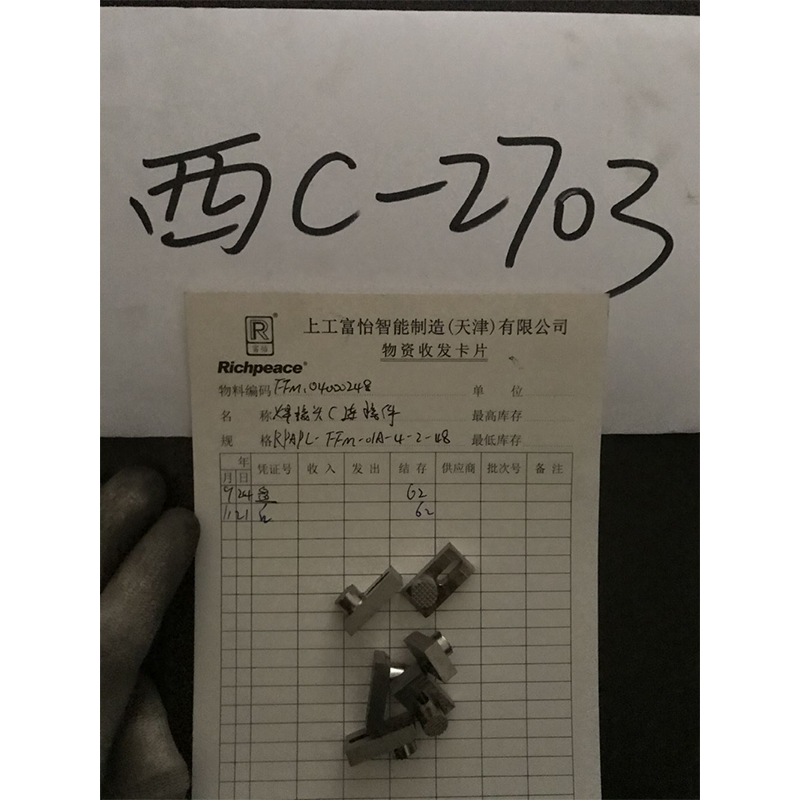 西C-2703
R
富怡
Richpeace®
上工富怡智能制造(天津)有限公司
物资收发卡片
物料编码 FFM.04000248
单 位
名 称 焊接头C连接件
最高库存
规 格 RPAPL-FFM-01A-4-2-48
最低库存
年 凭证号 收入 发出 结存 供应商 批次号 备注
月 日
9 24 62
11 21 62